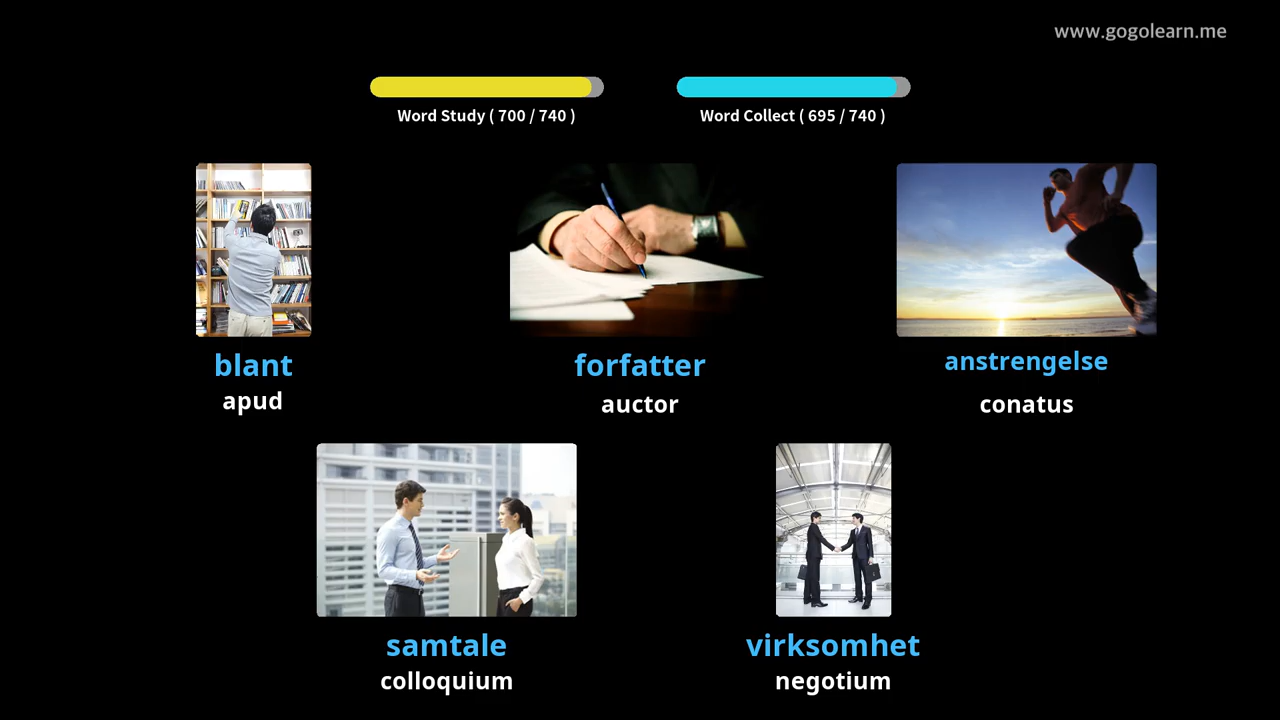 www.gogolearn.me
Word Study ( 700 / 740 )
Word Collect ( 695 / 740 )
blant
apud
forfatter
auctor
anstrengelse
conatus
samtale
colloquium
virksomhet
negotium